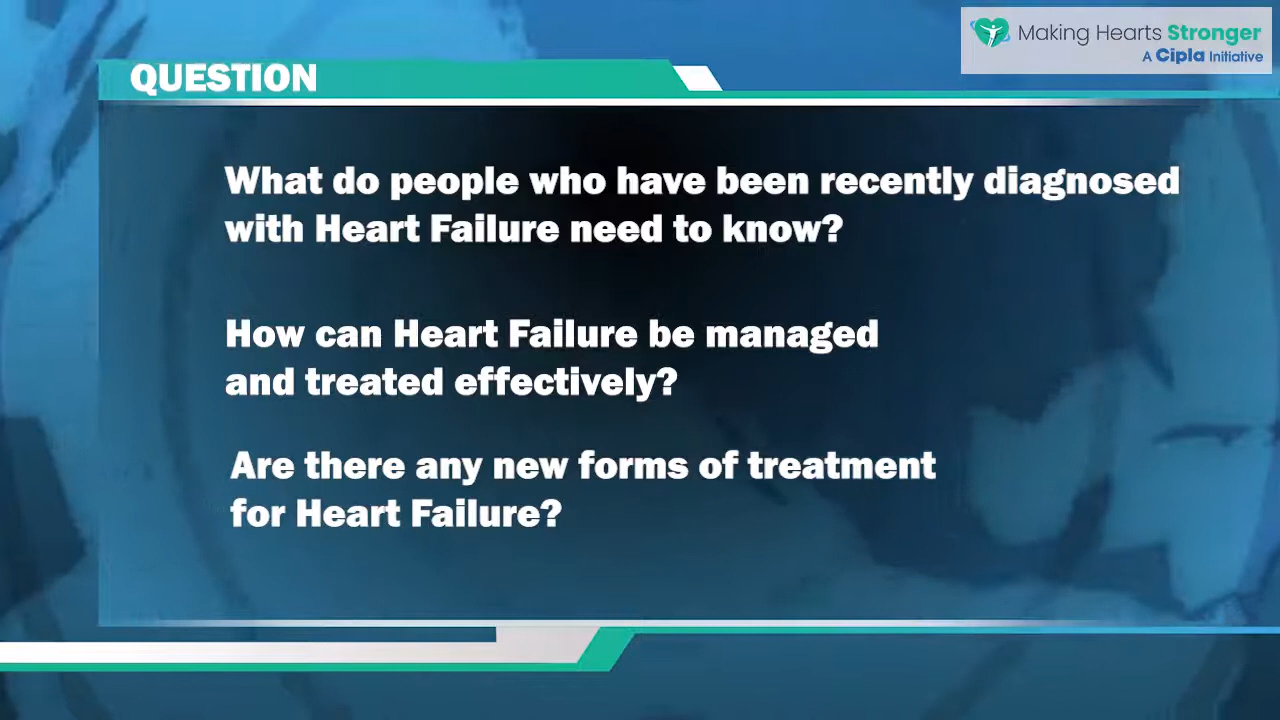 Making Hearts Stronger
A Cipla Initiative
QUESTION
What do people who have been recently diagnosed
with Heart Failure need to know?
How can Heart Failure be managed
and treated effectively?
Are there any new forms of treatment
for Heart Failure?